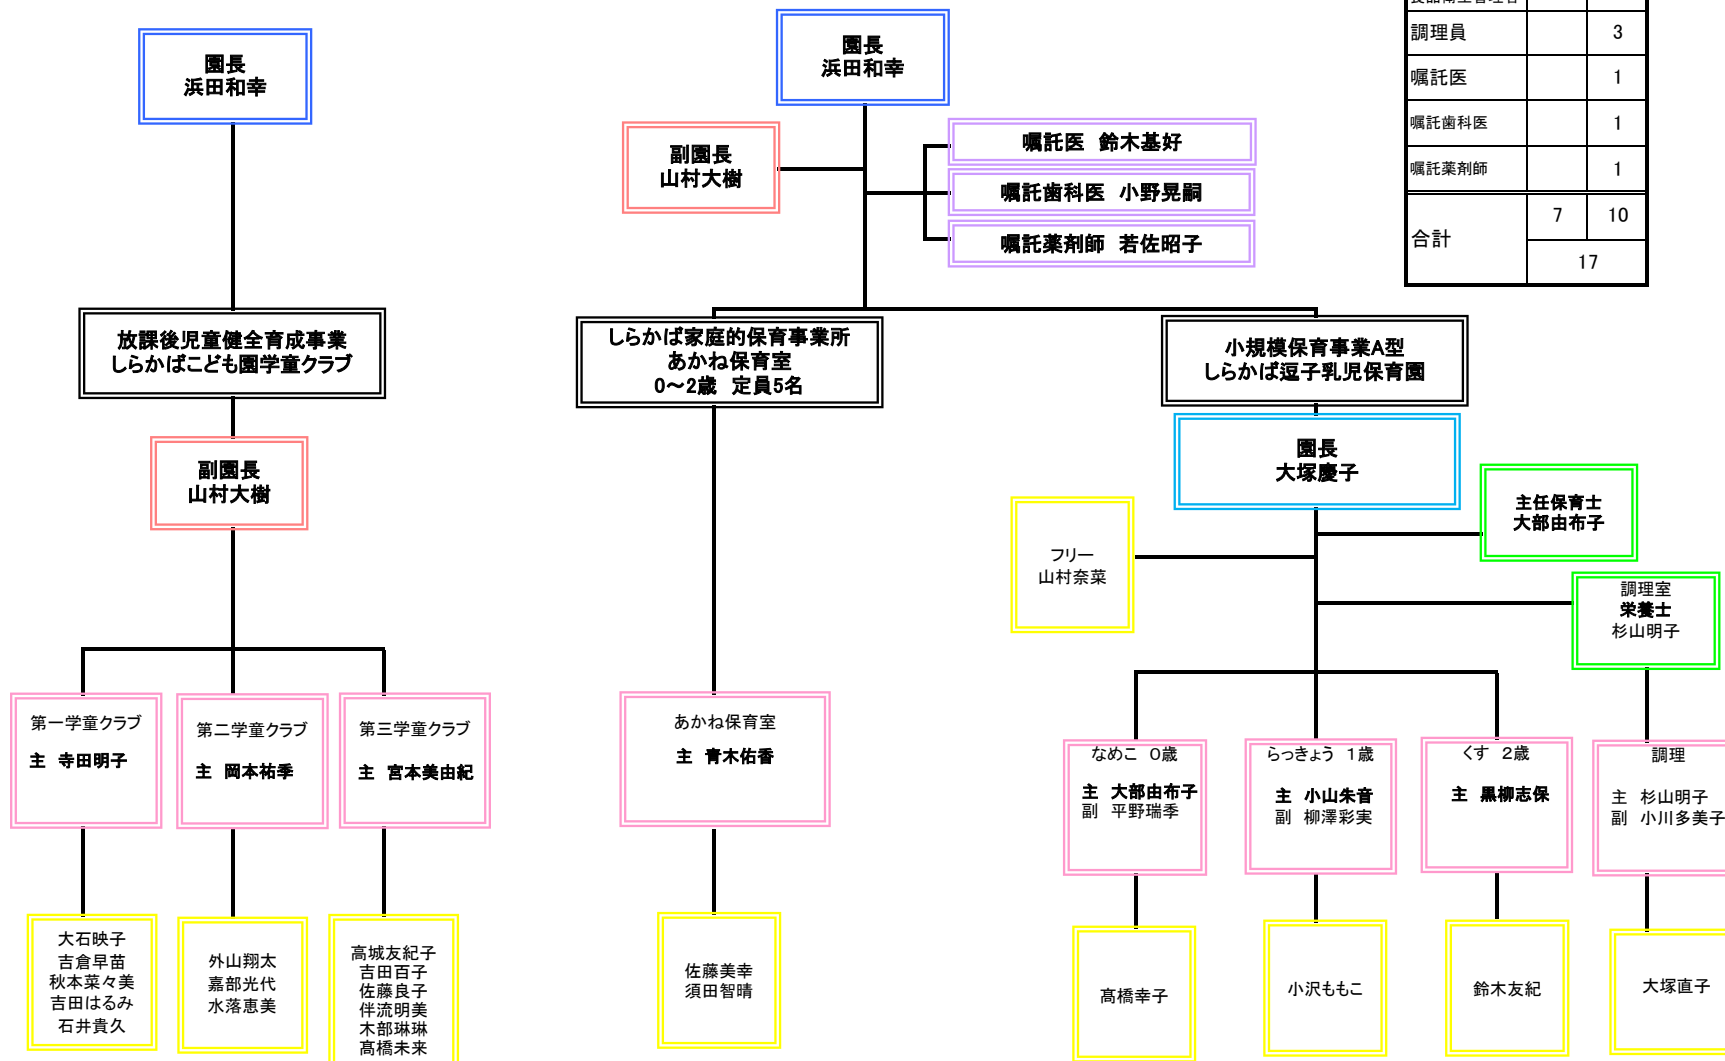 園長
浜田和幸
放課後児童健全育成事業
しらかばこども園学童クラブ
副園長
山村大樹
第一学童クラブ
主 寺田明子
第二学童クラブ
主 岡本祐季
第三学童クラブ
主 宮本美由紀
大石映子
吉倉早苗
秋本菜々美
吉田はるみ
石井貴久
外山翔太
嘉部光代
水落恵美
高城友紀子
吉田百子
佐藤良子
伴流明美
木部琳琳
髙橋未来
園長
浜田和幸
副園長
山村大樹
嘱託医 鈴木基好
嘱託歯科医 小野晃嗣
嘱託薬剤師 若佐昭子
しらかば家庭的保育事業所
あかね保育室
0～2歳 定員5名
あかね保育室
主 青木佑香
佐藤美幸
須田智晴
小規模保育事業A型
しらかば逗子乳児保育園
園長
大塚慶子
主任保育士
大部由布子
フリー
山村奈菜
調理室
栄養士
杉山明子
なめこ 0歳
主 大部由布子
副 平野瑞季
らっきょう 1歳
主 小山朱音
副 柳澤彩実
くす 2歳
主 黒柳志保
調理
主 杉山明子
副 小川多美子
髙橋幸子
小沢ももこ
鈴木友紀
大塚直子
調理員 3
嘱託医 1
嘱託歯科医 1
嘱託薬剤師 1
合計 7 10
17